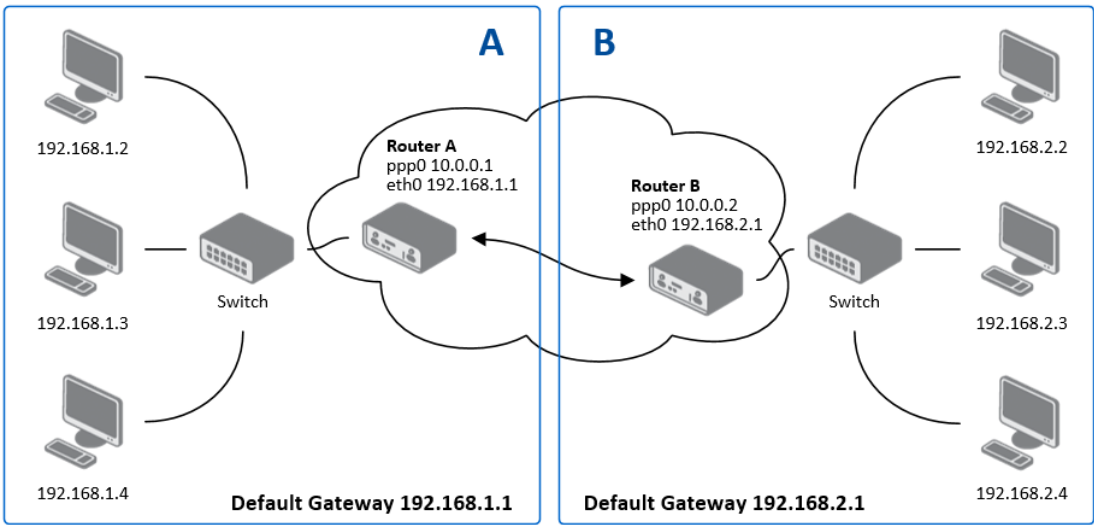 A
B
192.168.1.2
Router A
ppp0 10.0.0.1
eth0 192.168.1.1
192.168.2.2
Router B
ppp0 10.0.0.2
eth0 192.168.2.1
Switch
Switch
192.168.1.3
192.168.2.3
192.168.1.4
192.168.2.4
Default Gateway 192.168.1.1
Default Gateway 192.168.2.1